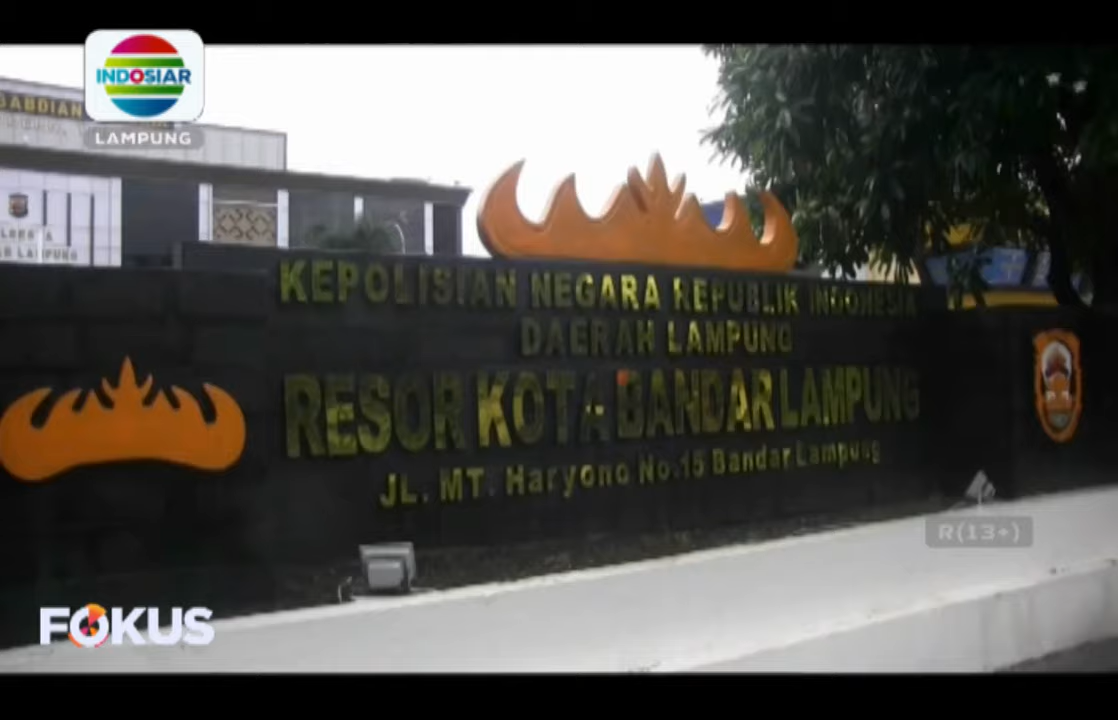 INDOSIAR
LAMPUNG
KEPOLISIAN NEGARA REPUBLIK INDONESIA
DAERAH LAMPUNG
RESOR KOTA BANDAR LAMPUNG
JL. MT. Haryono No.15 Bandar Lampung
R(13+)
FOKUS